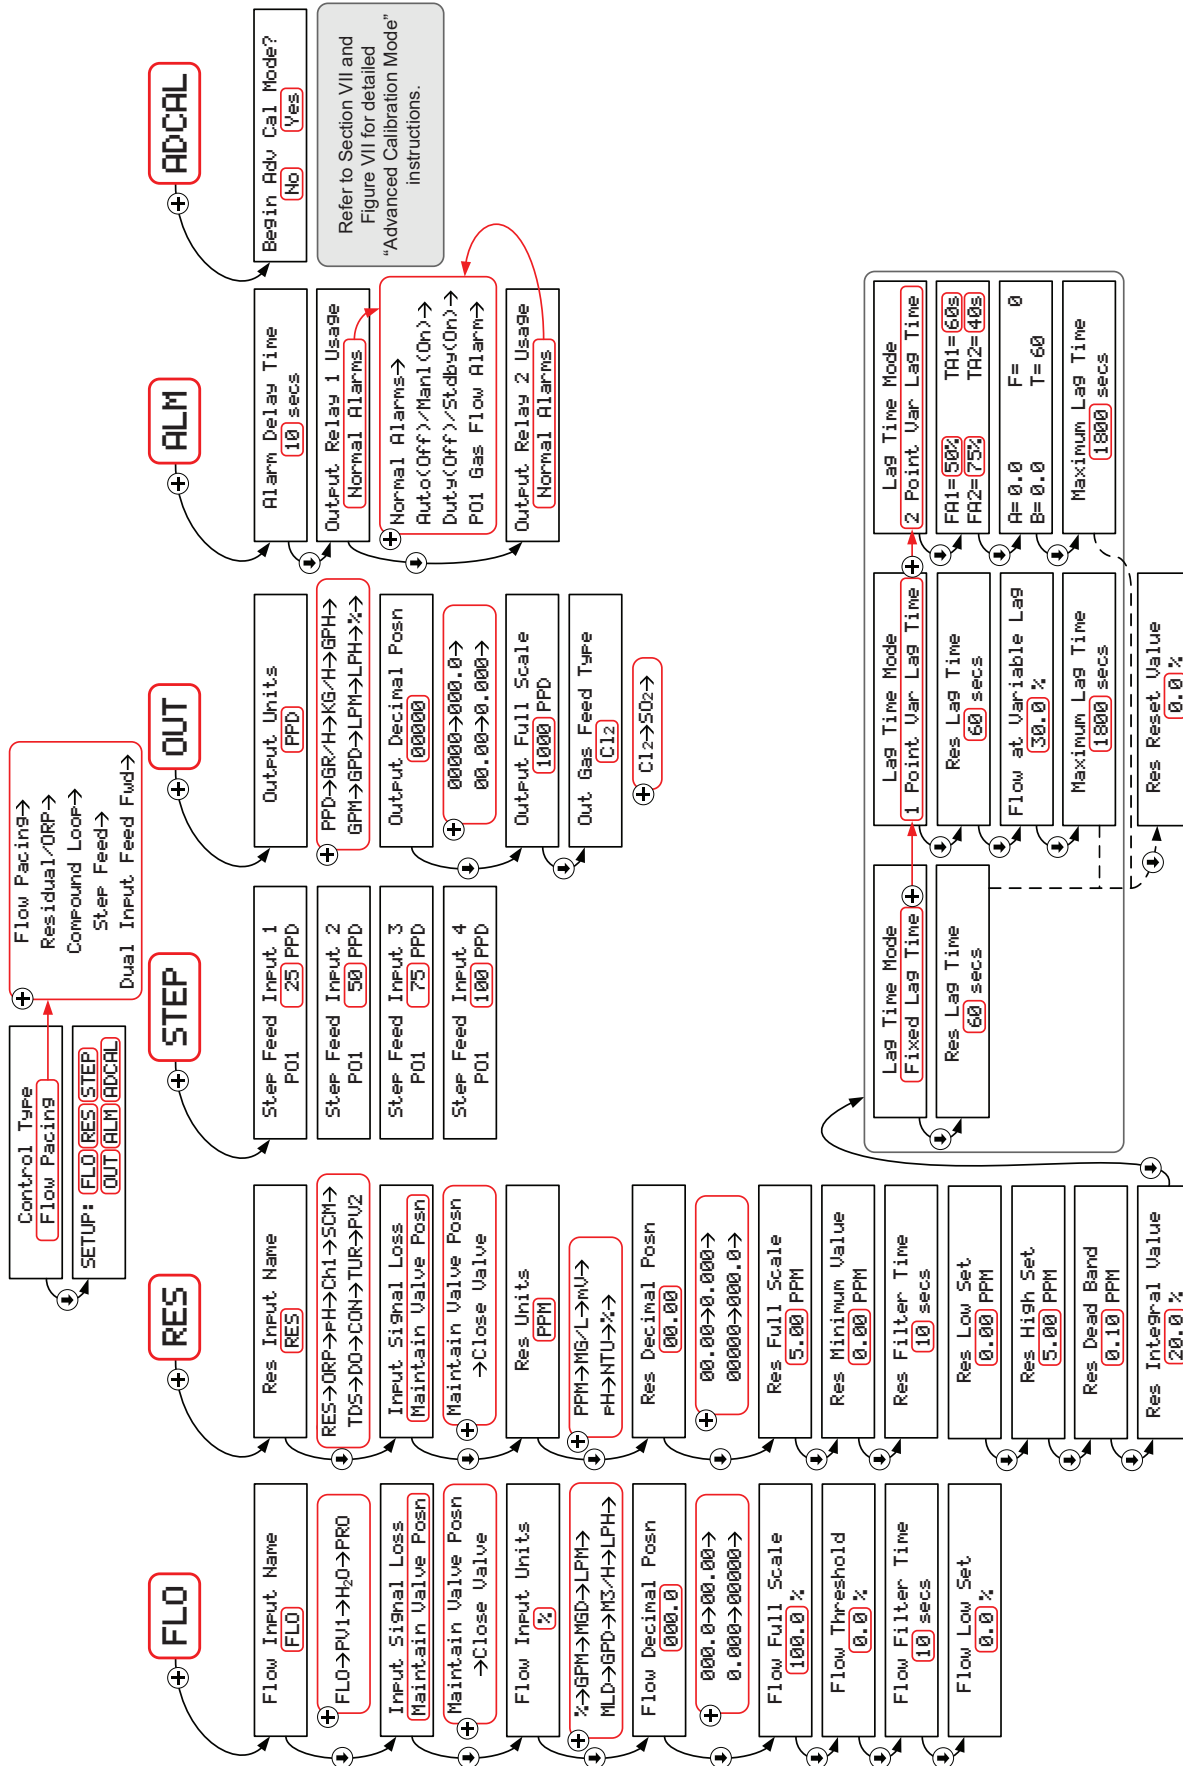 Control Type
Flow Pacing
Flow Pacing→
Residual/ORP→
Compound Loop→
Step Feed→
Dual Input Feed Fwd→
SETUP: FLO RES STEP
OUT ALM ADCAL
FLO
Flow Input Name
FLO
FLO→PV1→H2O→PRO
Input Signal Loss
Maintain Valve Posn
Maintain Valve Posn
→Close Valve
Flow Input Units
%
%→GPM→MGD→LPM→
MLD→GPD→M3/H→LPH→
Flow Decimal Posn
000.0
000.0→00.00→
0.000→00000→
Flow Full Scale
100.0 %
Flow Threshold
0.0 %
Flow Filter Time
10 secs
Flow Low Set
0.0 %
RES
Res Input Name
RES
RES→ORP→pH→Chl→SCM→
TDS→DO→CON→TUR→PV2
Input Signal Loss
Maintain Valve Posn
Maintain Valve Posn
→Close Valve
Res Units
PPM
PPM→MG/L→mV→
pH→NTU→%→
Res Decimal Posn
00.00
00.00→0.000→
00000→000.0→
Res Full Scale
5.00 PPM
Res Minimum Value
0.00 PPM
Res Filter Time
10 secs
Res Low Set
0.00 PPM
Res High Set
5.00 PPM
Res Dead Band
0.10 PPM
Res Integral Value
20.0 %
STEP
Step Feed Input 1
PO1 25 PPD
Step Feed Input 2
PO1 50 PPD
Step Feed Input 3
PO1 75 PPD
Step Feed Input 4
PO1 100 PPD
OUT
Output Units
PPD
PPD→GR/H→KG/H→GPH→
GPM→GPD→LPM→LPH→%→
Output Decimal Posn
00000
00000→000.0→
00.00→0.000→
Output Full Scale
1000 PPD
Out Gas Feed Type
Cl2
Cl2→SO2→
ALM
Alarm Delay Time
10 secs
Output Relay 1 Usage
Normal Alarms
Normal Alarms→
Auto(Off)/Manl(On)→
Duty(Off)/Stdby(On)→
PO1 Gas Flow Alarm→
Output Relay 2 Usage
Normal Alarms
ADCAL
Begin Adv Cal Mode?
No Yes
Refer to Section VII and
Figure VII for detailed
“Advanced Calibration Mode”
instructions.
Lag Time Mode
Fixed Lag Time
Res Lag Time
60 secs
Lag Time Mode
1 Point Var Lag Time
Res Lag Time
60 secs
Flow at Variable Lag
30.0 %
Maximum Lag Time
1800 secs
Lag Time Mode
2 Point Var Lag Time
FA1=50% TA1=60s
FA2=75% TA2=40s
A=0.0 F= 0
B=0.0 T=60
Maximum Lag Time
1800 secs
Res Reset Value
0.0 %